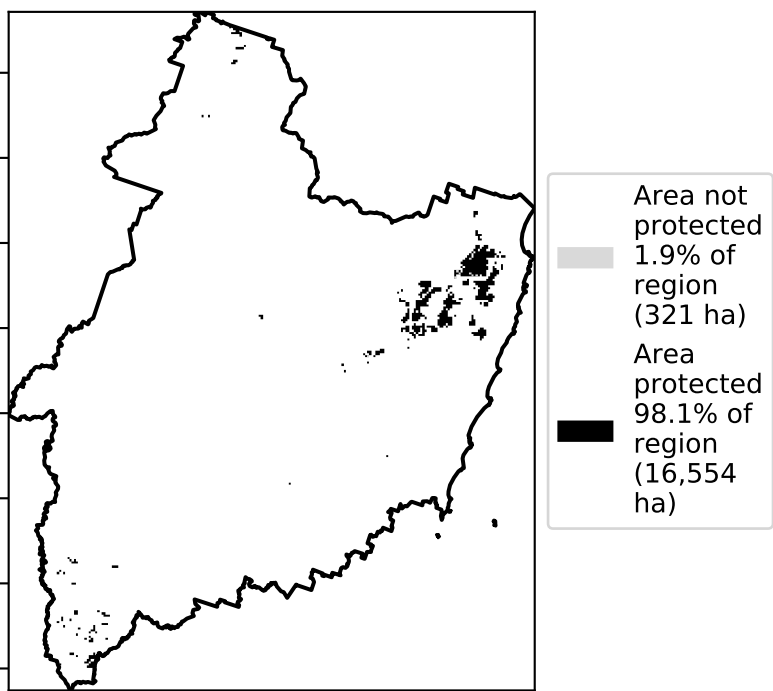 Area not
protected
1.9% of
region
(321 ha)
Area
protected
98.1% of
region
(16,554
ha)